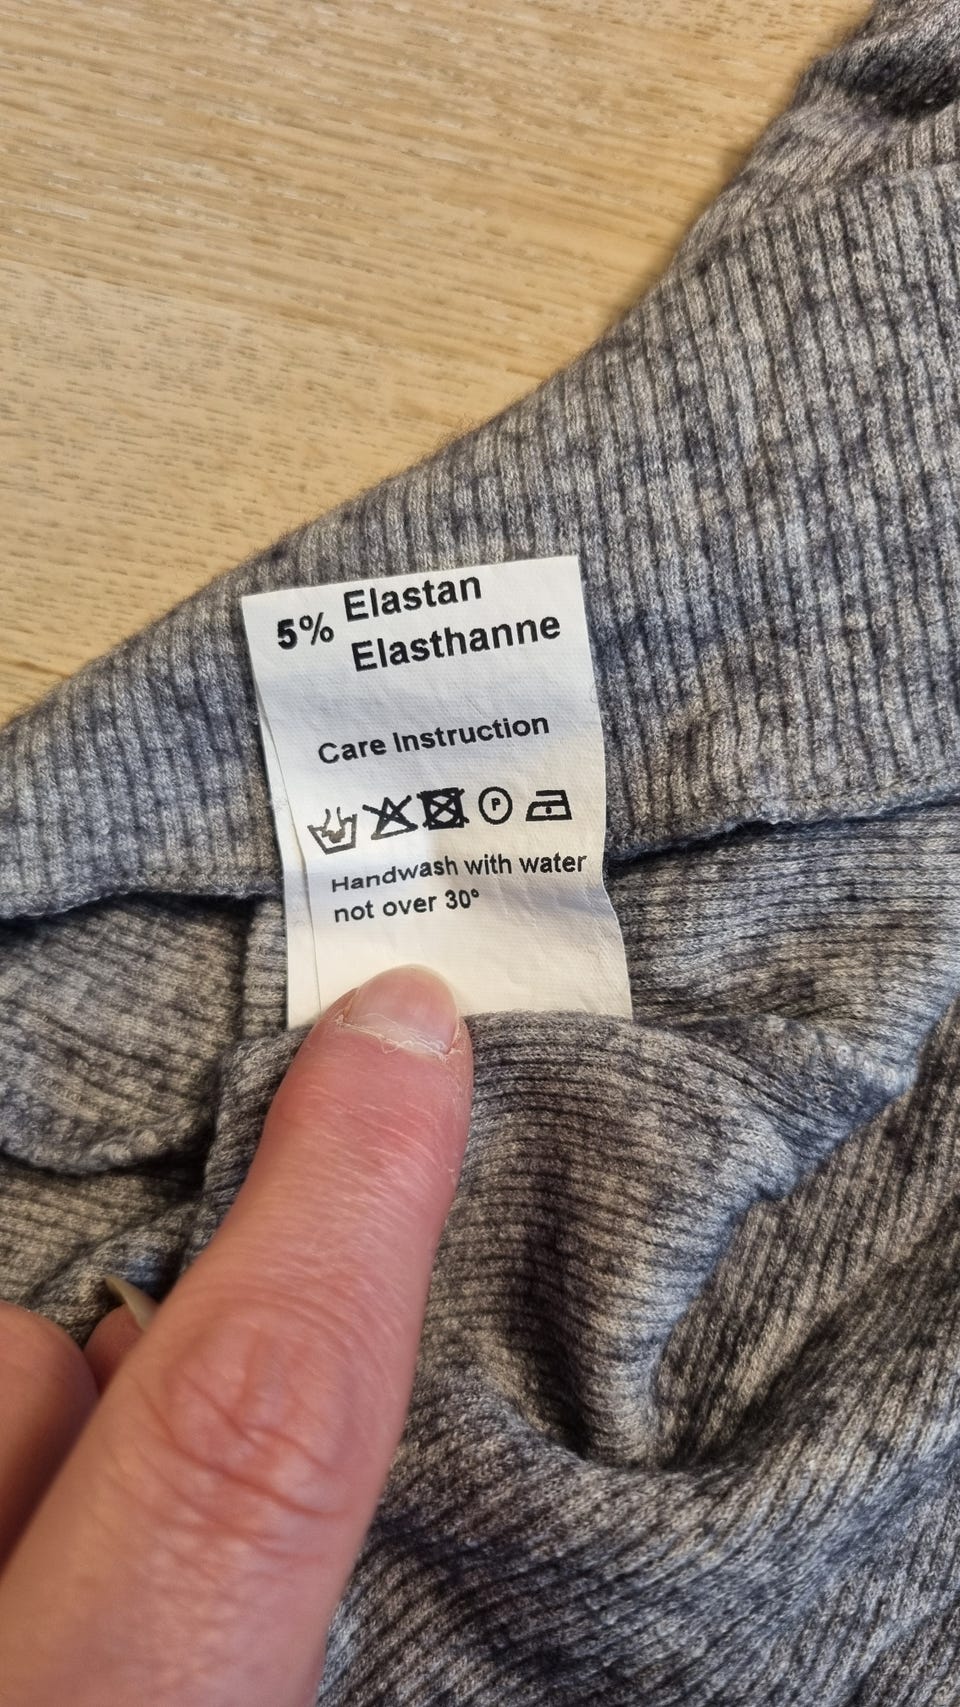 5% Elastan
Elasthanne
Care Instruction
P
Handwash with water
not over 30°